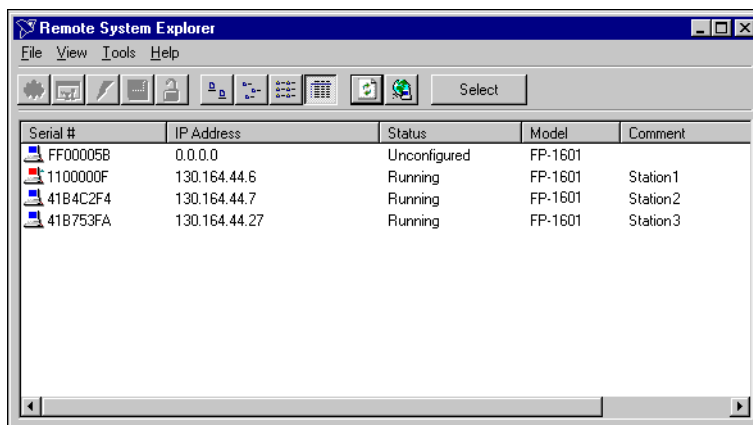 Remote System Explorer
File View Tools Help
Select
Serial # IP Address Status Model Comment
FF00005B 0.0.0.0 Unconfigured FP-1601
1100000F 130.164.44.6 Running FP-1601 Station1
41B4C2F4 130.164.44.7 Running FP-1601 Station2
41B753FA 130.164.44.27 Running FP-1601 Station3